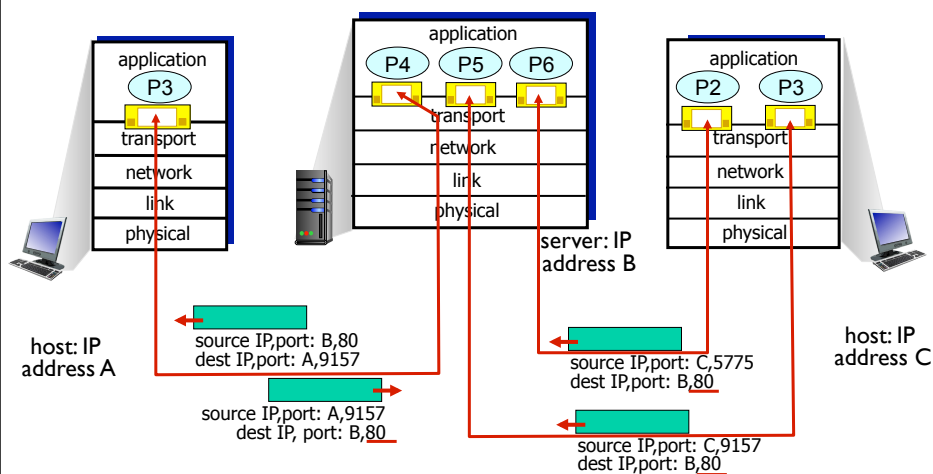 application
P3
transport
network
link
physical
host: IP
address A
application
P4
P5
P6
transport
network
link
physical
server: IP
address B
application
P2
P3
transport
network
link
physical
host: IP
address C
source IP,port: B,80
dest IP,port: A,9157
source IP,port: A,9157
dest IP, port: B,80
source IP,port: C,5775
dest IP,port: B,80
source IP,port: C,9157
dest IP,port: B,80